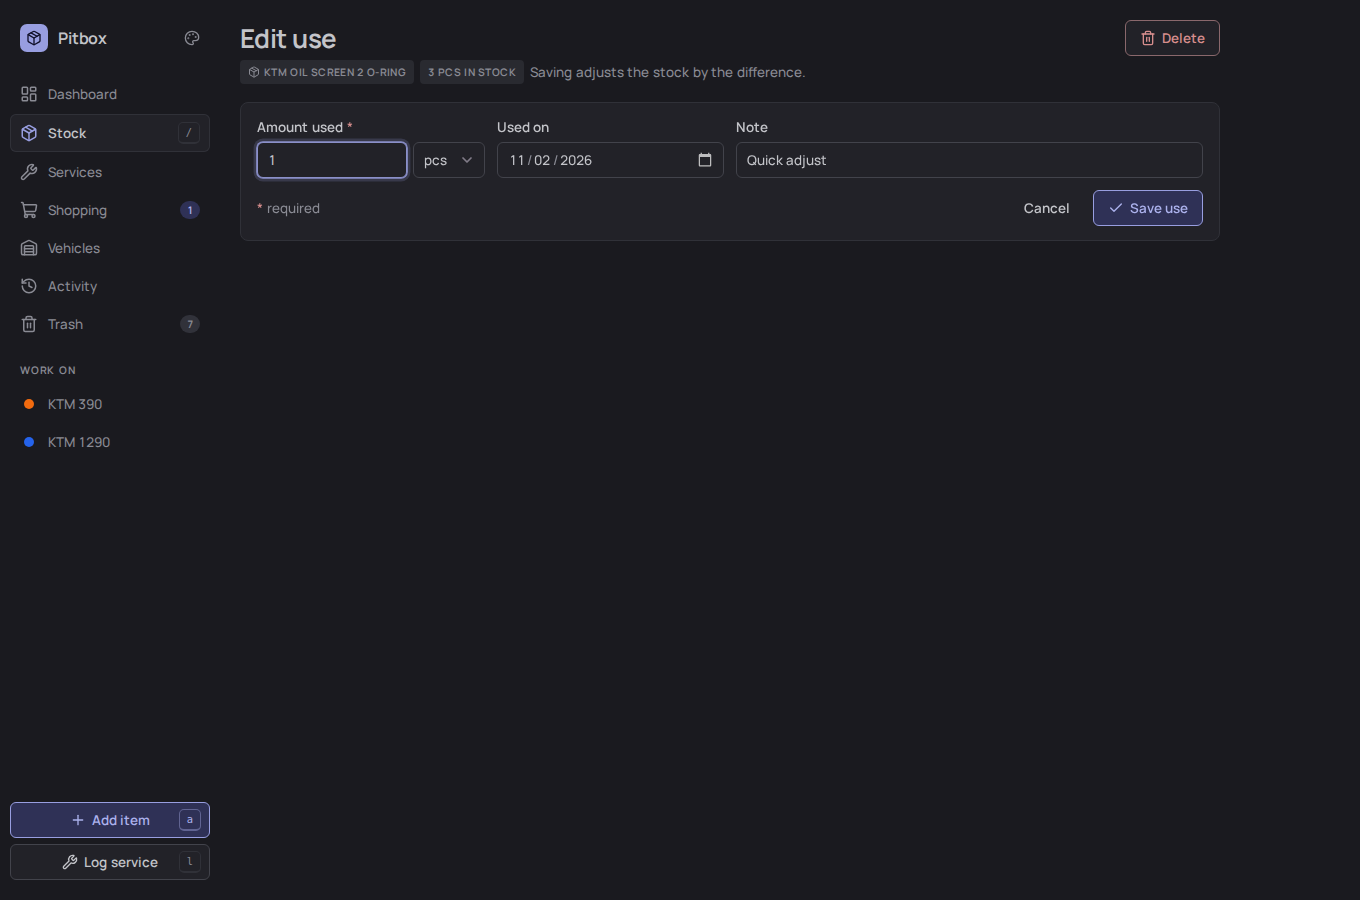 Pitbox
Dashboard
Stock /
Services
Shopping 1
Vehicles
Activity
Trash 7
WORK ON
KTM 390
KTM 1290
Add item a
Log service l
Edit use
Delete
KTM OIL SCREEN 2 O-RING 3 PCS IN STOCK Saving adjusts the stock by the difference.
Amount used * Used on Note
1 pcs 11/02/2026 Quick adjust
* required Cancel Save use